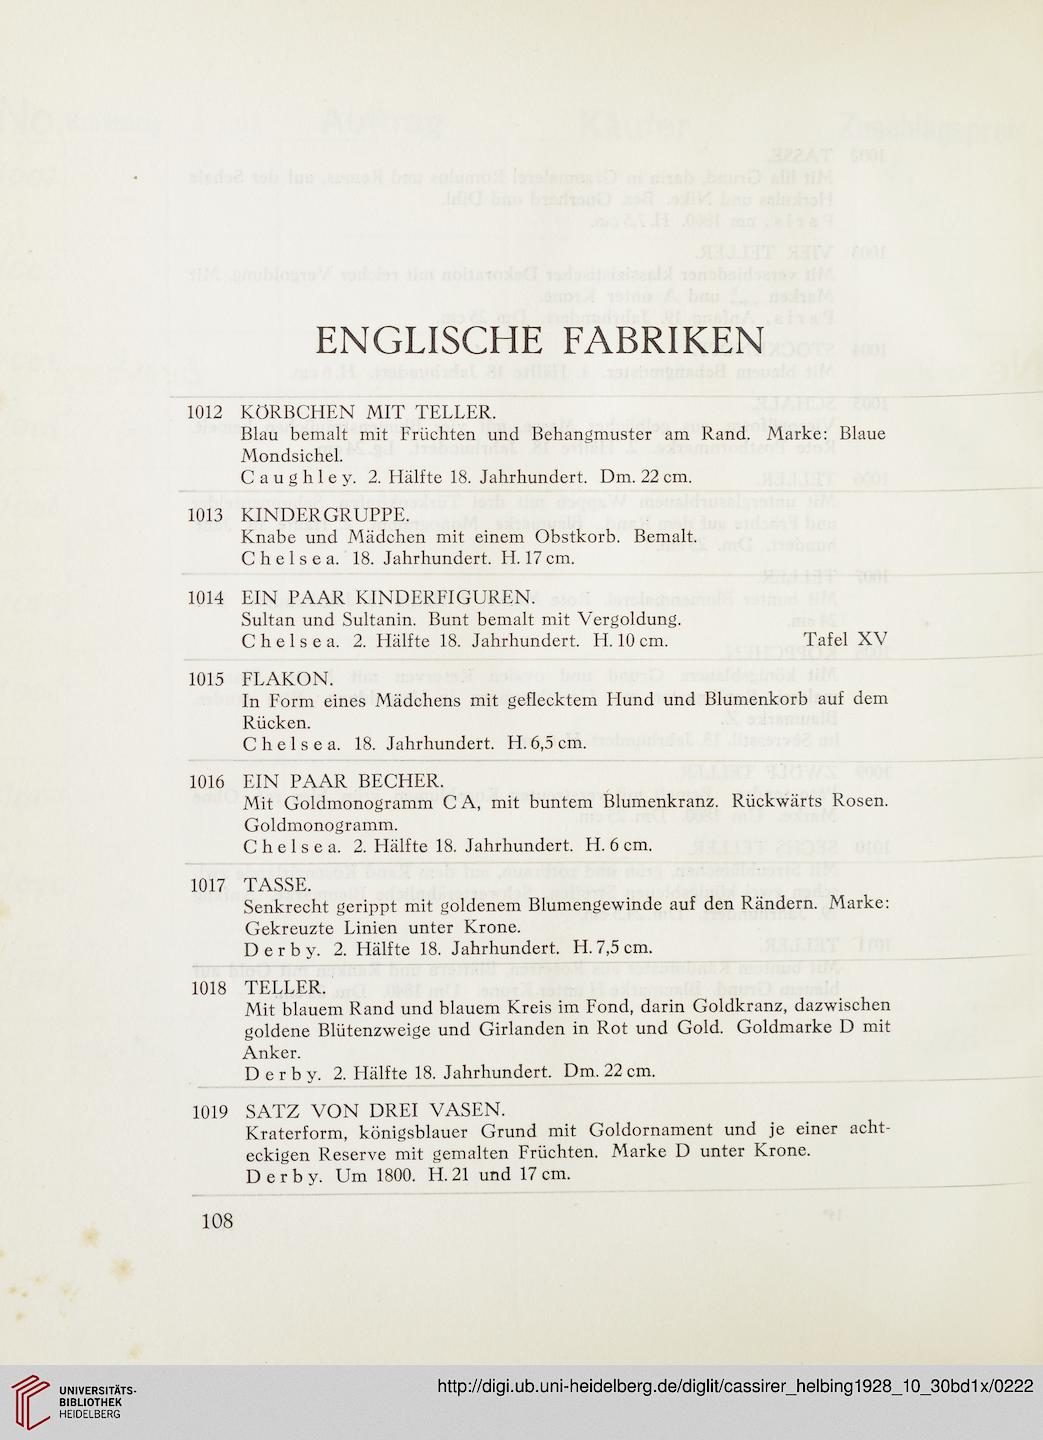 ENGLISCHE FABRIKEN
1012 KÖRBCHEN MIT TELLER.
Blau bemalt mit Früchten und Behangmuster am Rand. Marke: Blaue
Mondsichel.
Caughley. 2. Hälfte 18. Jahrhundert. Dm. 22 cm.
1013 KINDERGRUPPE.
Knabe und Mädchen mit einem Obstkorb. Bemalt.
Chelsea. 18. Jahrhundert. H. 17 cm.
1014 EIN PAAR KINDERFIGUREN.
Sultan und Sultanin. Bunt bemalt mit Vergoldung.
Chelsea. 2. Hälfte 18. Jahrhundert. H. 10 cm. Tafel XV
1015 FLAKON.
In Form eines Mädchens mit geflecktem Hund und Blumenkorb auf dem
Rücken.
Chelsea. 18. Jahrhundert. H. 6,5 cm.
1016 EIN PAAR BECHER.
Mit Goldmonogramm C A, mit buntem Blumenkranz. Rückwärts Rosen.
Goldmonogramm.
Chelsea. 2. Hälfte 18. Jahrhundert. H. 6 cm.
1017 TASSE.
Senkrecht gerippt mit goldenem Blumengewinde auf den Rändern. Marke:
Gekreuzte Linien unter Krone.
Derby. 2. Hälfte 18. Jahrhundert. H. 7,5 cm.
1018 TELLER.
Mit blauem Rand und blauem Kreis im Fond, darin Goldkranz, dazwischen
goldene Blütenzweige und Girlanden in Rot und Gold. Goldmarke D mit
Anker.
Derby. 2. Hälfte 18. Jahrhundert. Dm. 22 cm.
1019 SATZ VON DREI VASEN.
Kraterform, königsblauer Grund mit Goldornament und je einer acht-
eckigen Reserve mit gemalten Früchten. Marke D unter Krone.
Derby. Um 1800. H. 21 und 17 cm.
108
UNIVERSITÄTS-
BIBLIOTHEK
HEIDELBERG
http://digi.ub.uni-heidelberg.de/diglit/cassirer_helbing1928_10_30bd1x/0222